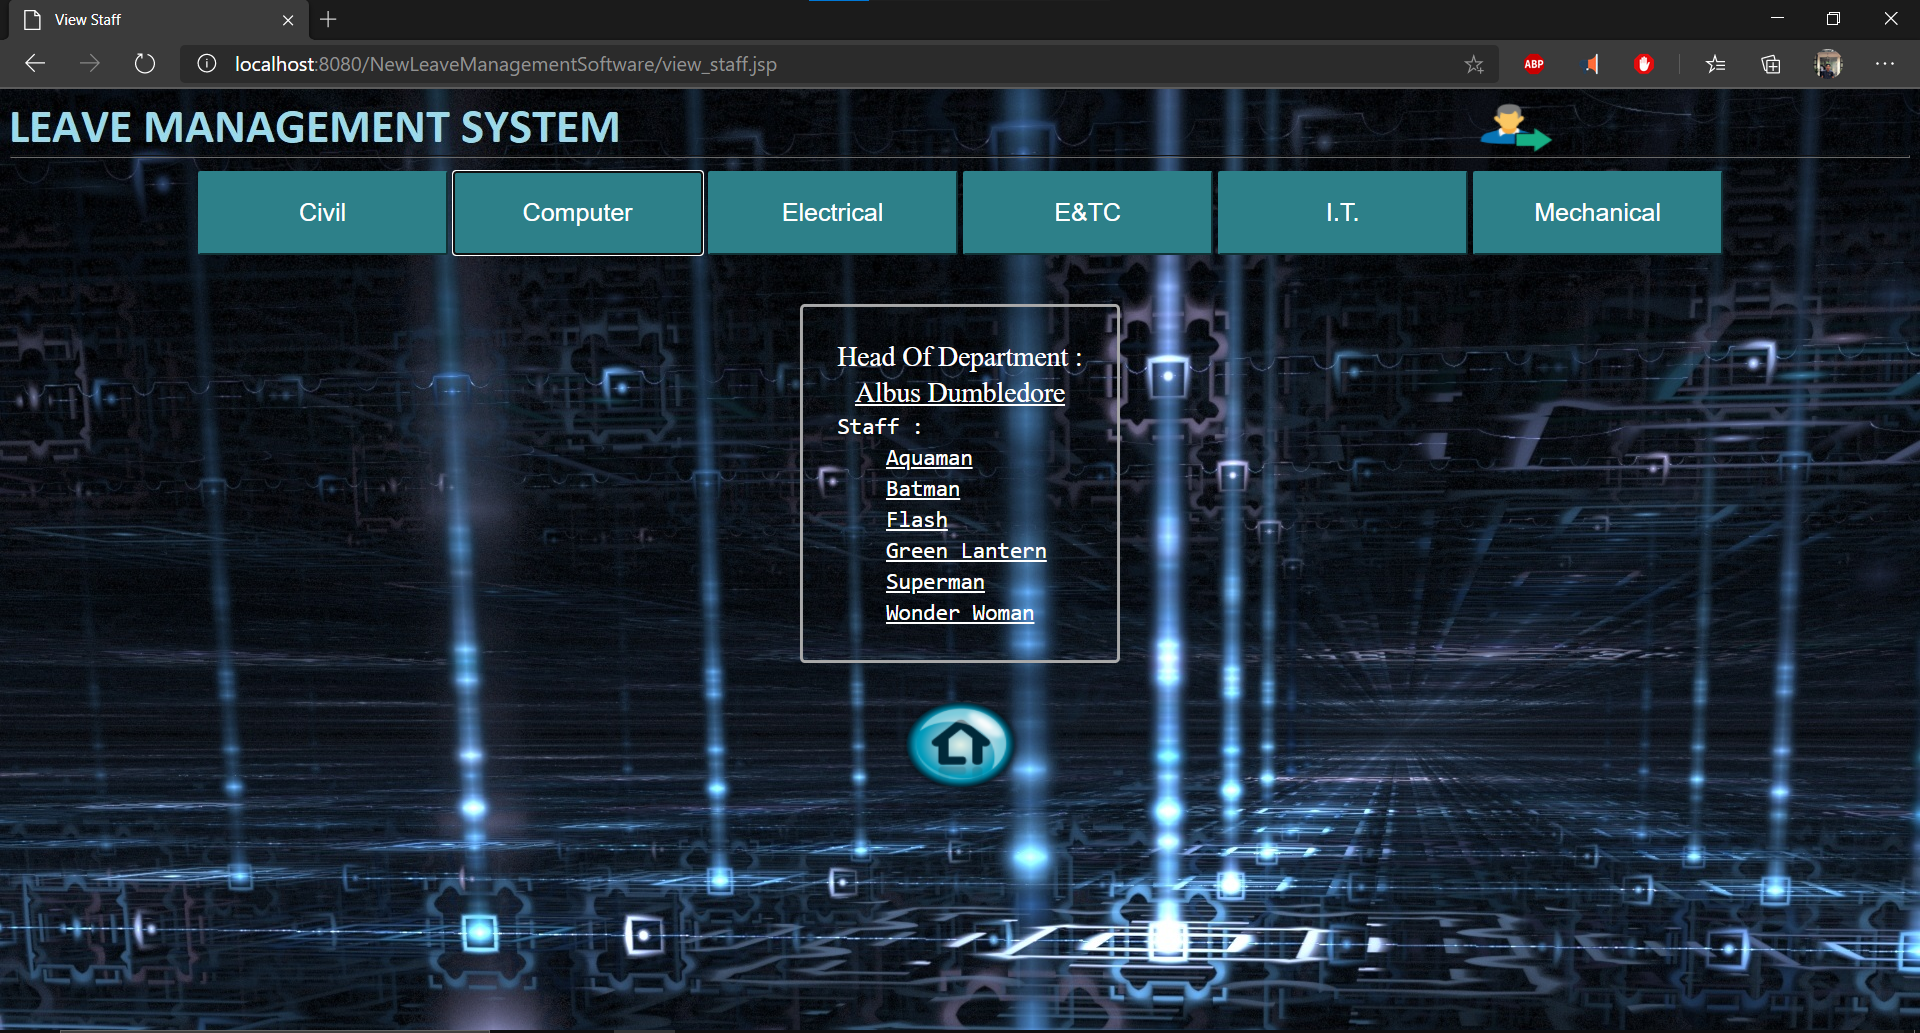 View Staff
localhost:8080/NewLeaveManagementSoftware/view_staff.jsp
ABP
LEAVE MANAGEMENT SYSTEM
Civil Computer Electrical E&TC I.T. Mechanical
Head Of Department :
Albus Dumbledore
Staff :
Aquaman
Batman
Flash
Green Lantern
Superman
Wonder Woman